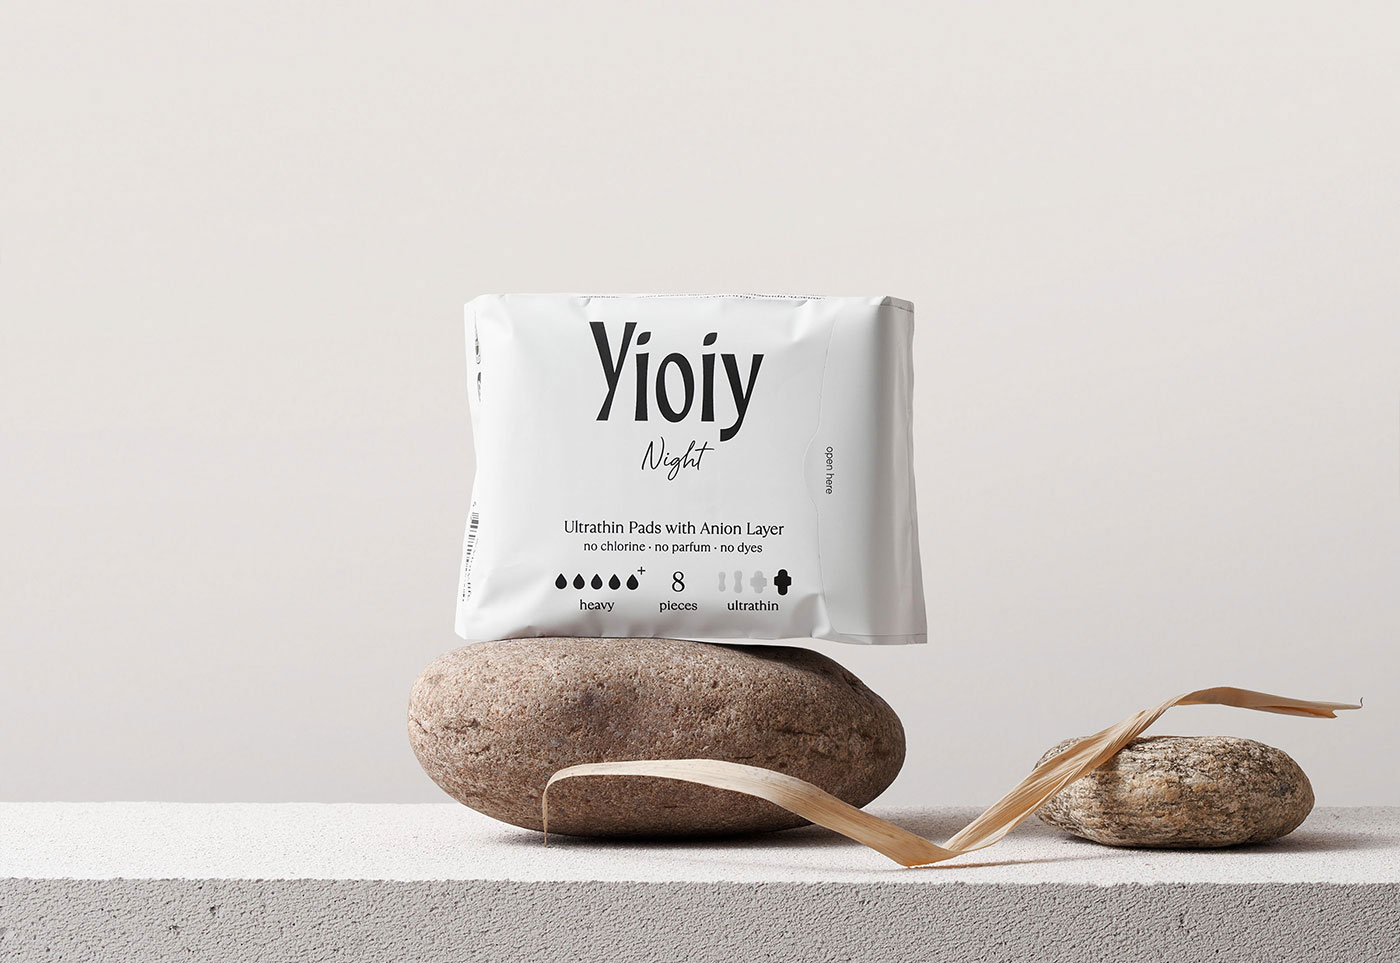 Yioiy
Night
open here
Ultrathin Pads with Anion Layer
no chlorine · no parfum · no dyes
+
8
heavy
pieces
ultrathin